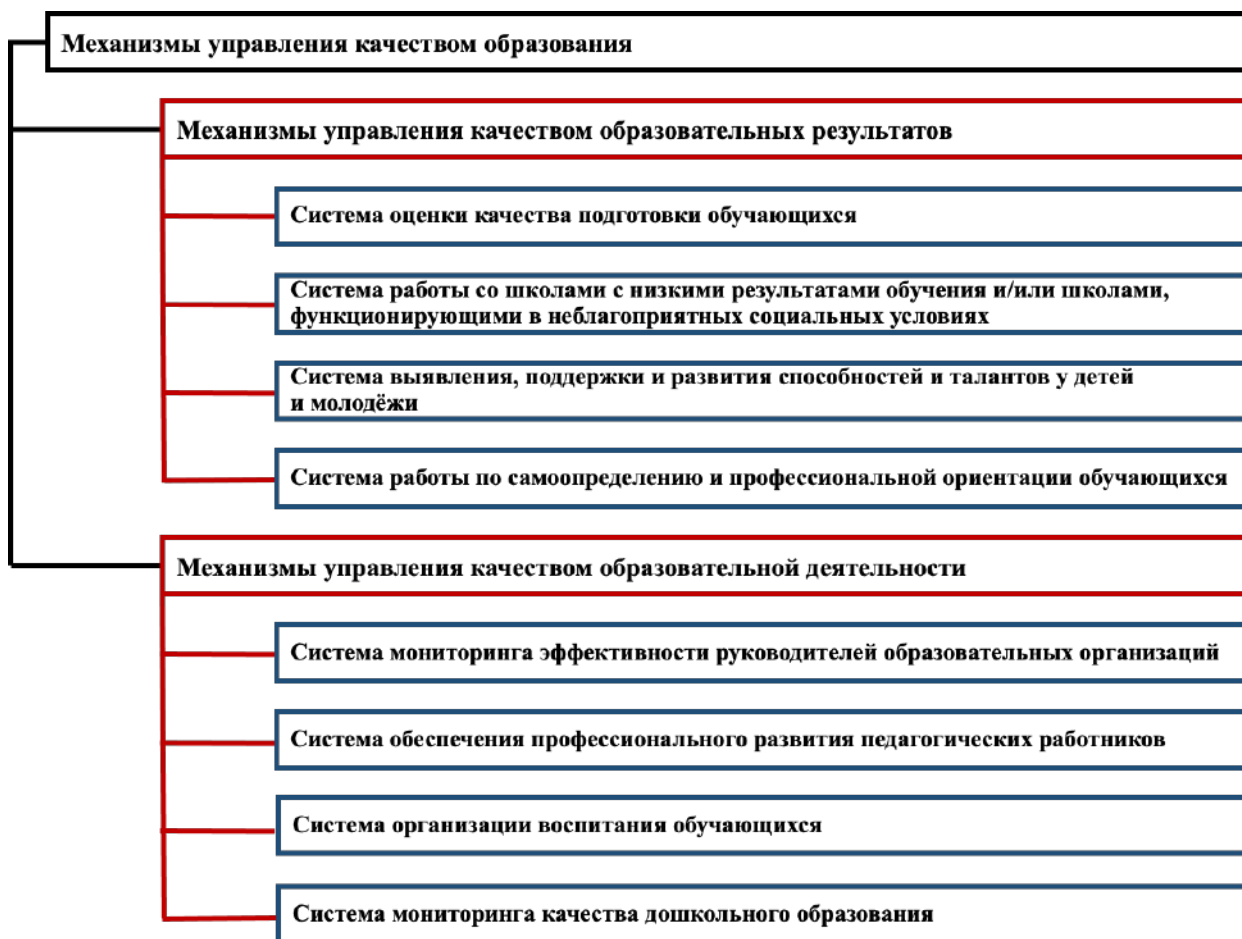 Механизмы управления качеством образования
Механизмы управления качеством образовательных результатов
Система оценки качества подготовки обучающихся
Система работы со школами с низкими результатами обучения и/или школами,
функционирующими в неблагоприятных социальных условиях
Система выявления, поддержки и развития способностей и талантов у детей
и молодёжи
Система работы по самоопределению и профессиональной ориентации обучающихся
Механизмы управления качеством образовательной деятельности
Система мониторинга эффективности руководителей образовательных организаций
Система обеспечения профессионального развития педагогических работников
Система организации воспитания обучающихся
Система мониторинга качества дошкольного образования